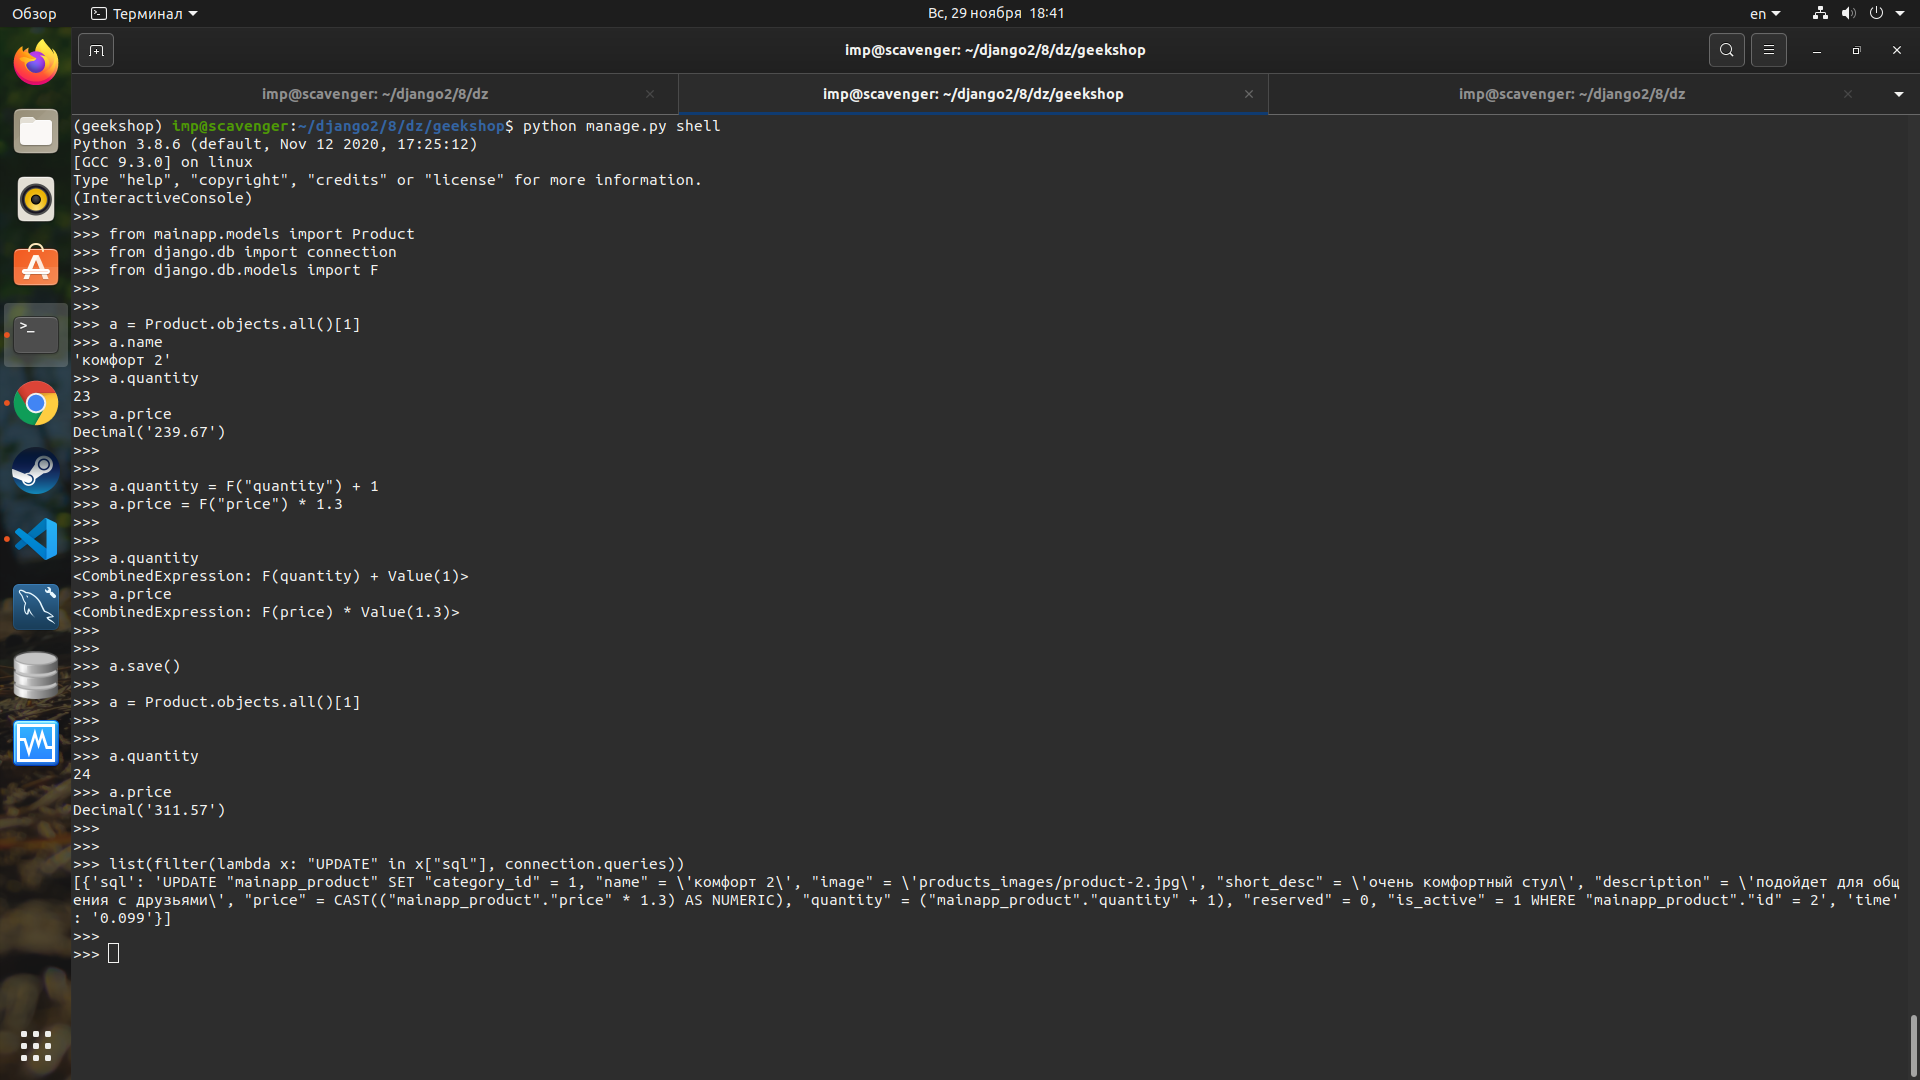 Обзор
Терминал
Вс, 29 ноября 18:41
en
imp@scavenger: ~/django2/8/dz/geekshop
imp@scavenger: ~/django2/8/dz
imp@scavenger: ~/django2/8/dz/geekshop
imp@scavenger: ~/django2/8/dz
(geekshop) imp@scavenger:~/django2/8/dz/geekshop$ python manage.py shell
Python 3.8.6 (default, Nov 12 2020, 17:25:12)
[GCC 9.3.0] on linux
Type "help", "copyright", "credits" or "license" for more information.
(InteractiveConsole)
>>>
>>> from mainapp.models import Product
>>> from django.db import connection
>>> from django.db.models import F
>>>
>>>
>>> a = Product.objects.all()[1]
>>> a.name
'комфорт 2'
>>> a.quantity
23
>>> a.price
Decimal('239.67')
>>>
>>>
>>> a.quantity = F("quantity") + 1
>>> a.price = F("price") * 1.3
>>>
>>>
>>> a.quantity
<CombinedExpression: F(quantity) + Value(1)>
>>> a.price
<CombinedExpression: F(price) * Value(1.3)>
>>>
>>>
>>> a.save()
>>>
>>> a = Product.objects.all()[1]
>>>
>>>
>>> a.quantity
24
>>> a.price
Decimal('311.57')
>>>
>>>
>>> list(filter(lambda x: "UPDATE" in x["sql"], connection.queries))
[{'sql': 'UPDATE "mainapp_product" SET "category_id" = 1, "name" = \'комфорт 2\', "image" = \'products_images/product-2.jpg\', "short_desc" = \'очень комфортный стул\', "description" = \'подойдет для общ
ения с друзьями\', "price" = CAST(("mainapp_product"."price" * 1.3) AS NUMERIC), "quantity" = ("mainapp_product"."quantity" + 1), "reserved" = 0, "is_active" = 1 WHERE "mainapp_product"."id" = 2', 'time'
: '0.099'}]
>>>
>>>